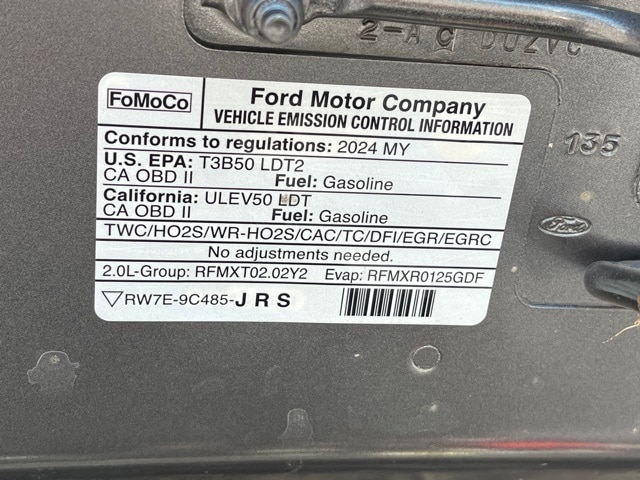 2-A G DU2VC
FoMoCo
Ford Motor Company
VEHICLE EMISSION CONTROL INFORMATION
Conforms to regulations: 2024 MY
U.S. EPA: T3B50 LDT2
CA OBD II Fuel: Gasoline
California: ULEV50 LDT
CA OBD II Fuel: Gasoline
TWC/HO2S/WR-HO2S/CAC/TC/DFI/EGR/EGRC
No adjustments needed.
2.0L-Group: RFMXT02.02Y2 Evap: RFMXR0125GDF
RW7E-9C485-J R S
135
Ford